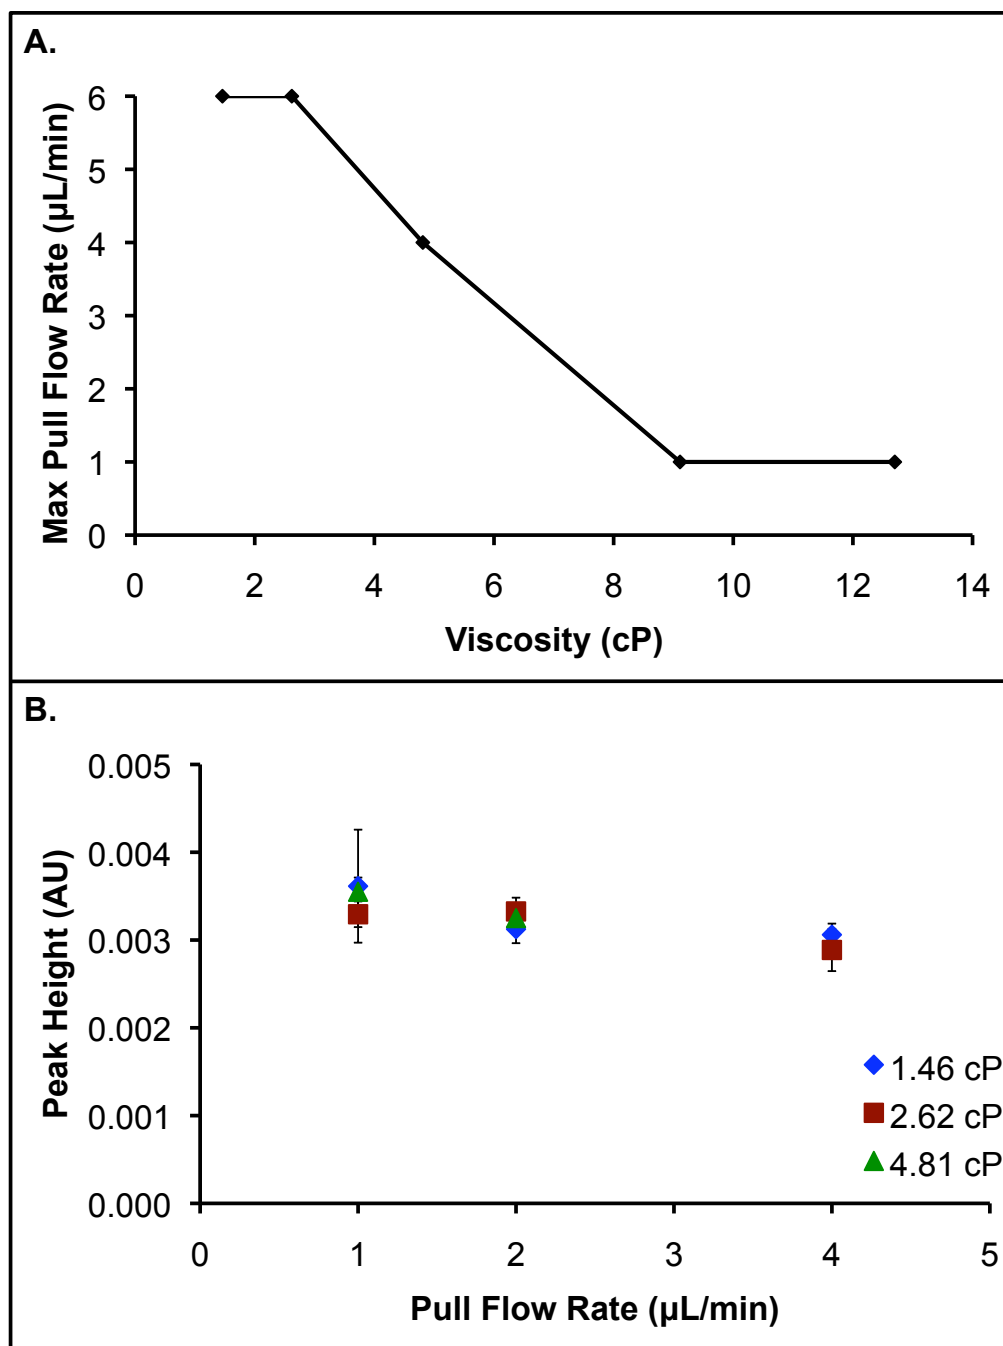 A.
Max Pull Flow Rate (µL/min)
6
5
4
3
2
1
0
0 2 4 6 8 10 12 14
Viscosity (cP)
B.
Peak Height (AU)
0.005
0.004
0.003
0.002
0.001
0.000
1.46 cP
2.62 cP
4.81 cP
0 1 2 3 4 5
Pull Flow Rate (µL/min)